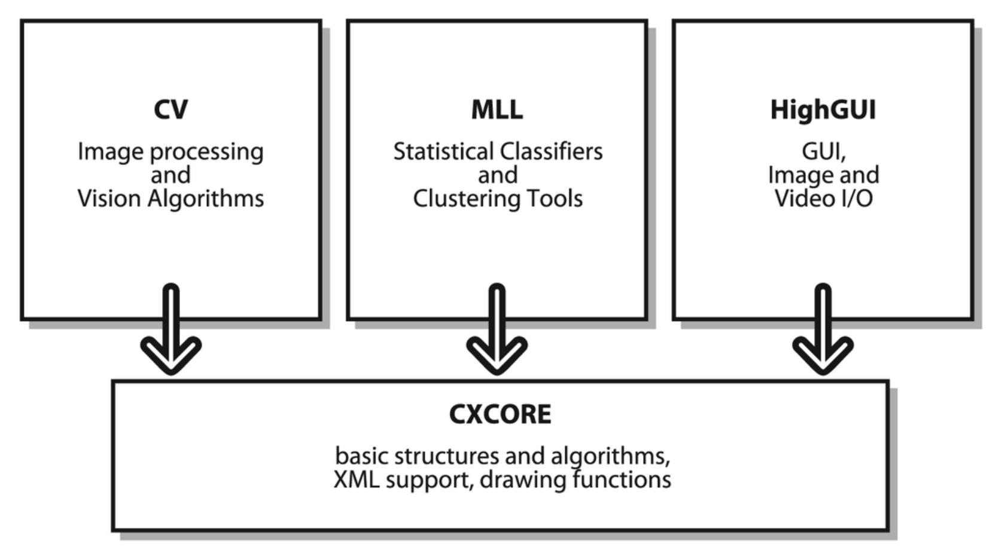 CV
Image processing
and
Vision Algorithms
MLL
Statistical Classifiers
and
Clustering Tools
HighGUI
GUI,
Image and
Video I/O
CXCORE
basic structures and algorithms,
XML support, drawing functions